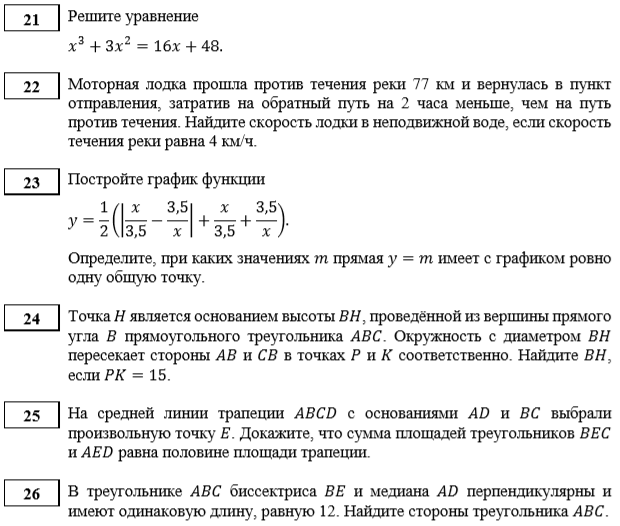 21 Решите уравнение
x³ + 3x² = 16x + 48.
22 Моторная лодка прошла против течения реки 77 км и вернулась в пункт
отправления, затратив на обратный путь на 2 часа меньше, чем на путь
против течения. Найдите скорость лодки в неподвижной воде, если скорость
течения реки равна 4 км/ч.
23 Постройте график функции
y = 1/2(|x/3,5 − 3,5/x| + x/3,5 + 3,5/x).
Определите, при каких значениях m прямая y = m имеет с графиком ровно
одну общую точку.
24 Точка H является основанием высоты BH, проведённой из вершины прямого
угла B прямоугольного треугольника ABC. Окружность с диаметром BH
пересекает стороны AB и CB в точках P и K соответственно. Найдите BH,
если PK = 15.
25 На средней линии трапеции ABCD с основаниями AD и BC выбрали
произвольную точку E. Докажите, что сумма площадей треугольников BEC
и AED равна половине площади трапеции.
26 В треугольнике ABC биссектриса BE и медиана AD перпендикулярны и
имеют одинаковую длину, равную 12. Найдите стороны треугольника ABC.